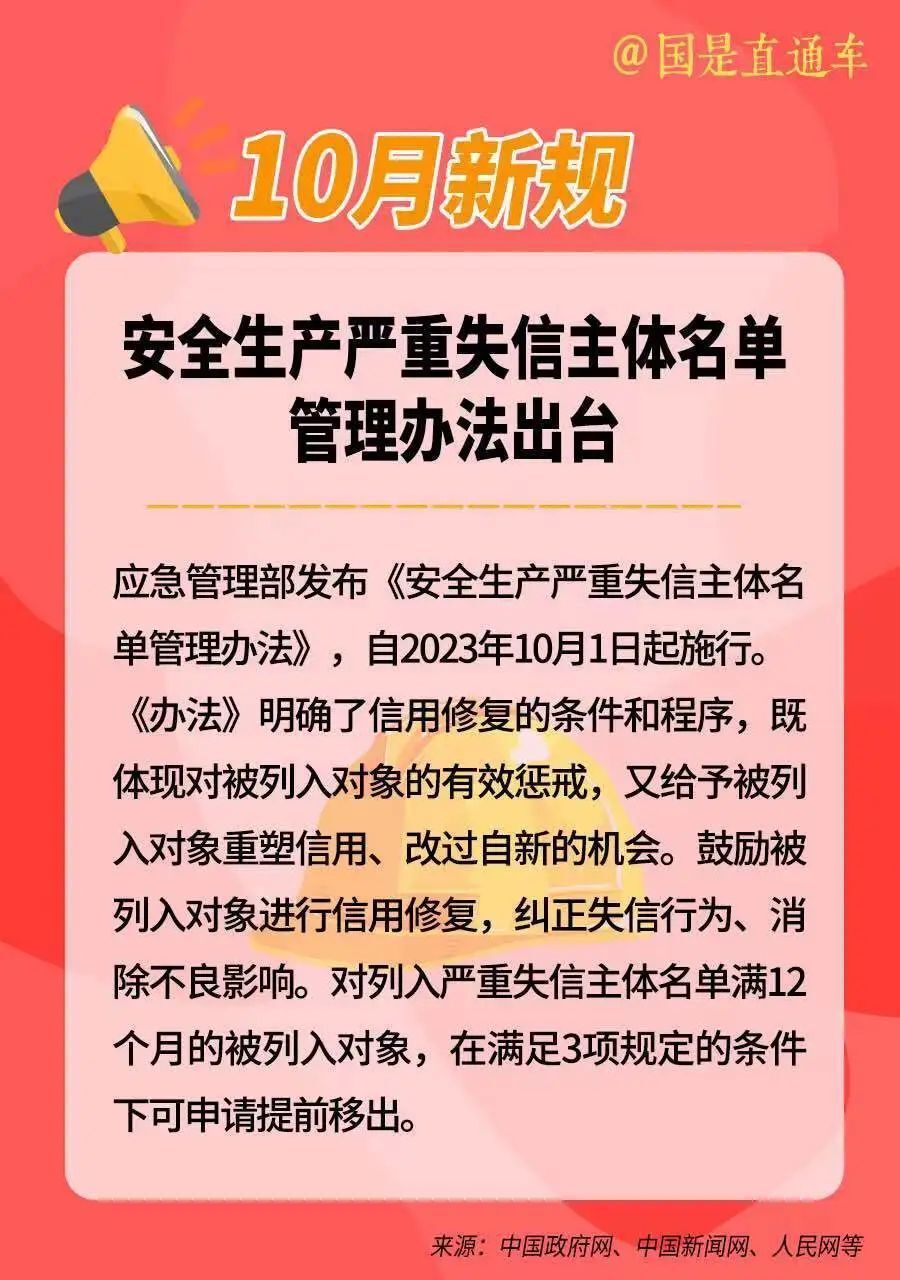 @国是直通车
10月新规
安全生产严重失信主体名单
管理办法出台
应急管理部发布《安全生产严重失信主体名
单管理办法》，自2023年10月1日起施行。
《办法》明确了信用修复的条件和程序，既
体现对被列入对象的有效惩戒，又给予被列
入对象重塑信用、改过自新的机会。鼓励被
列入对象进行信用修复，纠正失信行为、消
除不良影响。对列入严重失信主体名单满12
个月的被列入对象，在满足3项规定的条件
下可申请提前移出。
来源：中国政府网、中国新闻网、人民网等